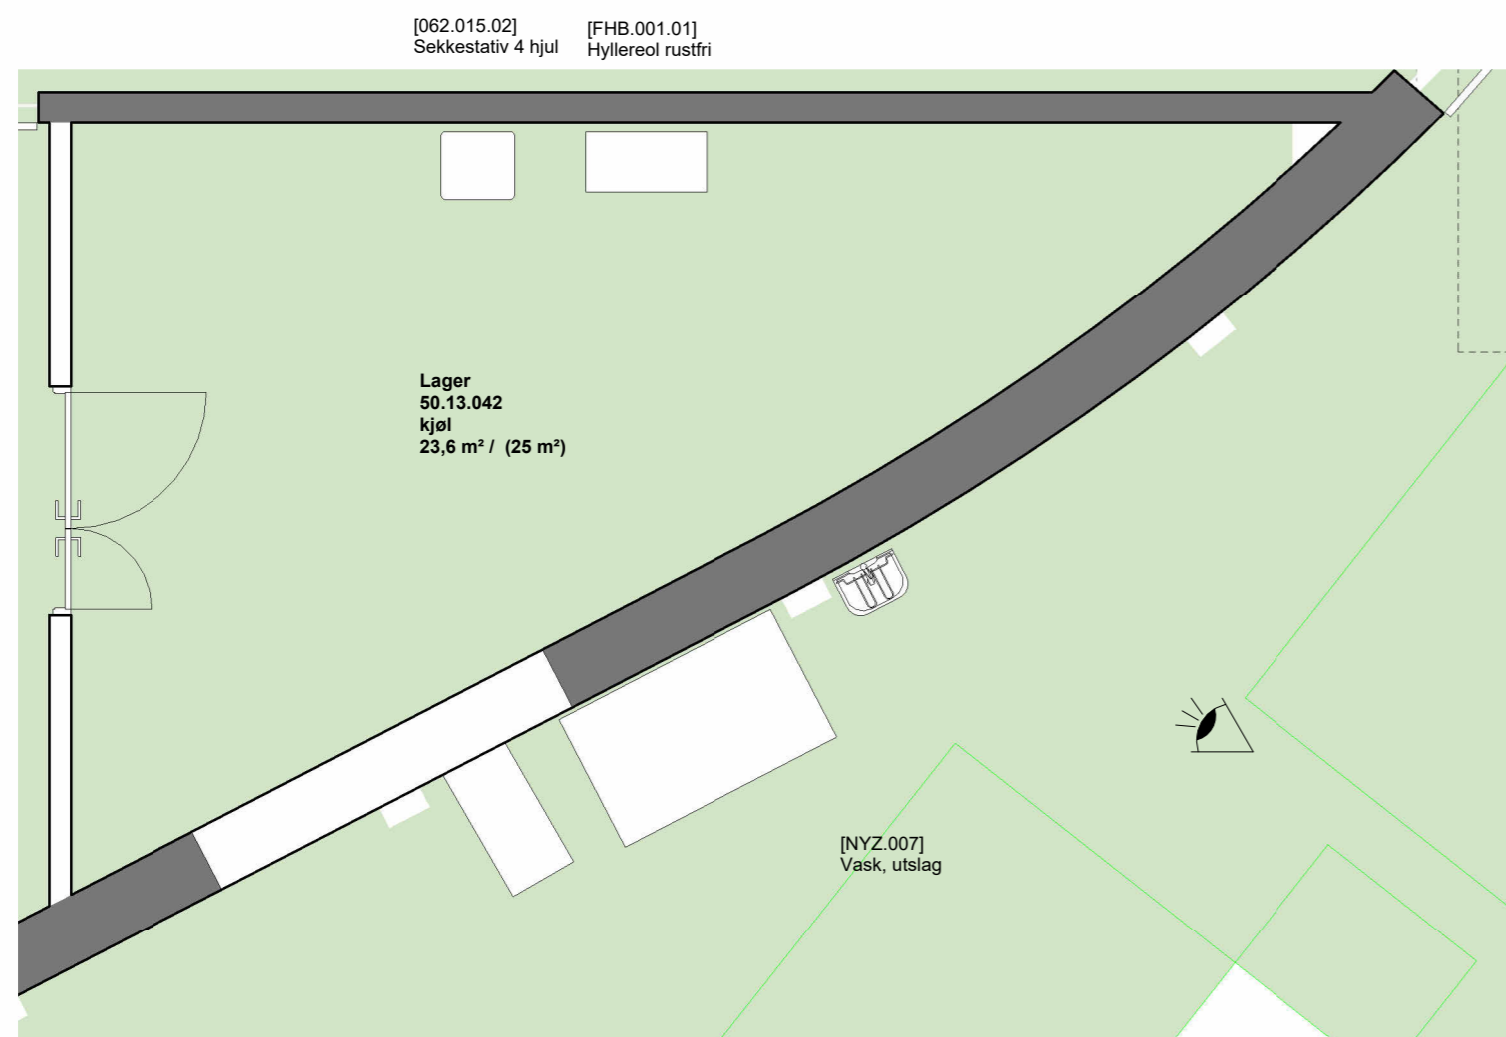 [062.015.02]
Sekkestativ 4 hjul
[FHB.001.01]
Hyllereol rustfri
Lager
50.13.042
kjøl
23,6 m² / (25 m²)
[NYZ.007]
Vask, utslag